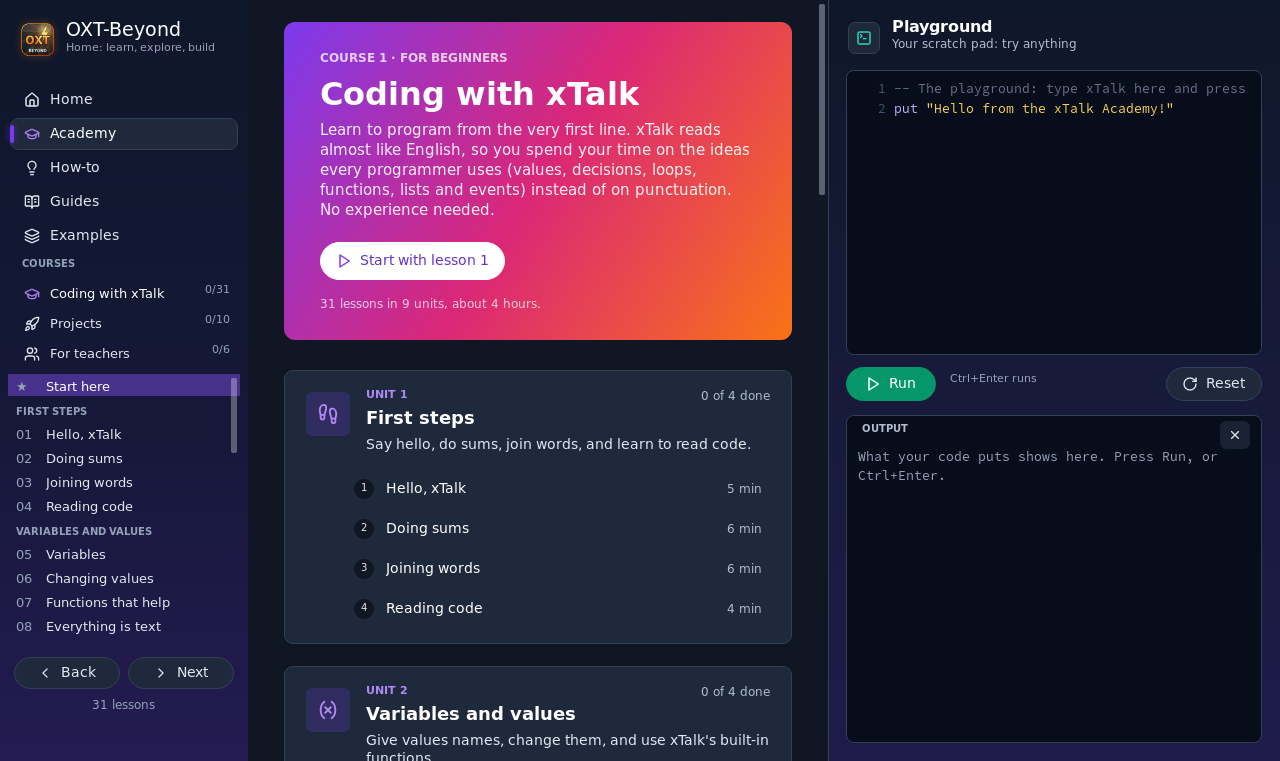 OXT
BEYOND
OXT-Beyond
Home: learn, explore, build
Home
Academy
How-to
Guides
Examples
COURSES
Coding with xTalk 0/31
Projects 0/10
For teachers 0/6
★ Start here
FIRST STEPS
01 Hello, xTalk
02 Doing sums
03 Joining words
04 Reading code
VARIABLES AND VALUES
05 Variables
06 Changing values
07 Functions that help
08 Everything is text
Back Next
31 lessons
COURSE 1 · FOR BEGINNERS
Coding with xTalk
Learn to program from the very first line. xTalk reads
almost like English, so you spend your time on the ideas
every programmer uses (values, decisions, loops,
functions, lists and events) instead of on punctuation.
No experience needed.
Start with lesson 1
31 lessons in 9 units, about 4 hours.
UNIT 1 0 of 4 done
First steps
Say hello, do sums, join words, and learn to read code.
1 Hello, xTalk 5 min
2 Doing sums 6 min
3 Joining words 6 min
4 Reading code 4 min
UNIT 2 0 of 4 done
Variables and values
Give values names, change them, and use xTalk's built-in
functions.
Playground
Your scratch pad: try anything
1 -- The playground: type xTalk here and press
2 put "Hello from the xTalk Academy!"
Run Ctrl+Enter runs Reset
OUTPUT
What your code puts shows here. Press Run, or
Ctrl+Enter.